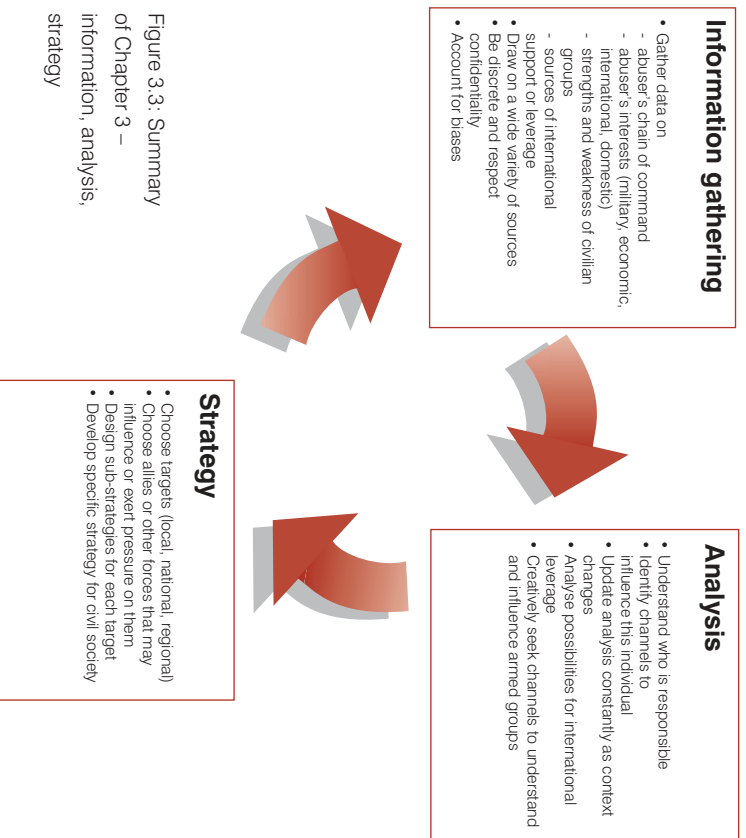 Information gathering
• Gather data on
- abuser's chain of command
- abuser's interests (military, economic,
international, domestic)
- strengths and weakness of civilian
groups
- sources of international
support or leverage
• Draw on a wide variety of sources
• Be discrete and respect
confidentiality
• Account for biases
Analysis
• Understand who is responsible
• Identify channels to
influence this individual
• Update analysis constantly as context
changes
• Analyse possibilities for international
leverage
• Creatively seek channels to understand
and influence armed groups
Strategy
• Choose targets (local, national, regional)
• Choose allies or other forces that may
influence or exert pressure on them
• Design sub-strategies for each target
• Develop specific strategy for civil society
Figure 3.3: Summary
of Chapter 3 –
information, analysis,
strategy